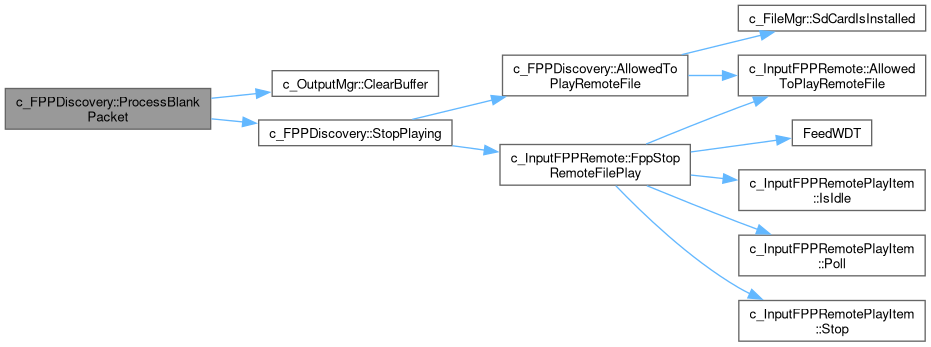 c_FPPDiscovery::ProcessBlank
Packet
c_OutputMgr::ClearBuffer
c_FPPDiscovery::StopPlaying
c_FPPDiscovery::AllowedTo
PlayRemoteFile
c_InputFPPRemote::FppStop
RemoteFilePlay
c_FileMgr::SdCardIsInstalled
c_InputFPPRemote::Allowed
ToPlayRemoteFile
FeedWDT
c_InputFPPRemotePlayItem
::IsIdle
c_InputFPPRemotePlayItem
::Poll
c_InputFPPRemotePlayItem
::Stop